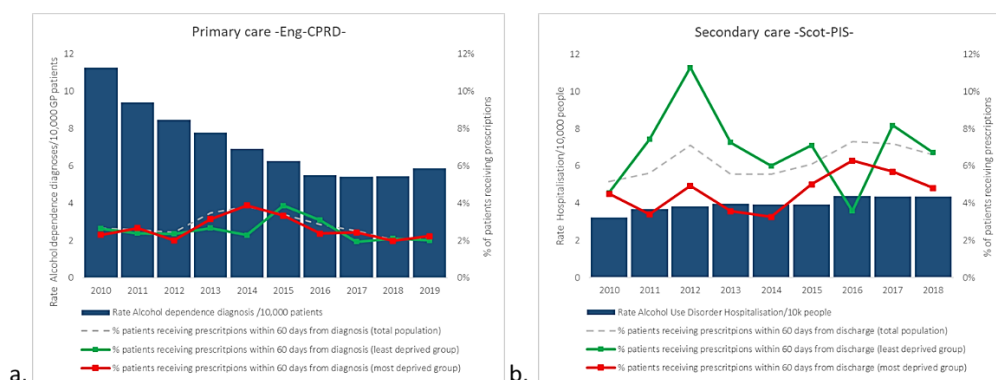 Primary care -Eng-CPRD-
Rate Alcohol dependence diagnoses/10,000 GP patients
12
10
8
6
4
2
0
12%
10%
8%
6%
4%
2%
0%
% of patients receiving prescriptions
2010 2011 2012 2013 2014 2015 2016 2017 2018 2019
Rate Alcohol dependence diagnosis /10,000 patients
% patients receiving prescritpions within 60 days from diagnosis (total population)
% patients receiving prescritpions within 60 days from diagnosis (least deprived group)
% patients receiving prescritpions within 60 days from diagnosis (most deprived group)
a.
Secondary care -Scot-PIS-
Rate Hospitalisation/10,000 people
12
10
8
6
4
2
0
12%
10%
8%
6%
4%
2%
0%
% of patients receiving prescriptions
2010 2011 2012 2013 2014 2015 2016 2017 2018
Rate Alcohol Use Disorder Hospitalisation/10k people
% patients receiving prescritpions within 60 days from discharge (total population)
% patients receiving prescritpions within 60 days from discharge (least deprived group)
% patients receiving prescritpions within 60 days from discharge (most deprived group)
b.